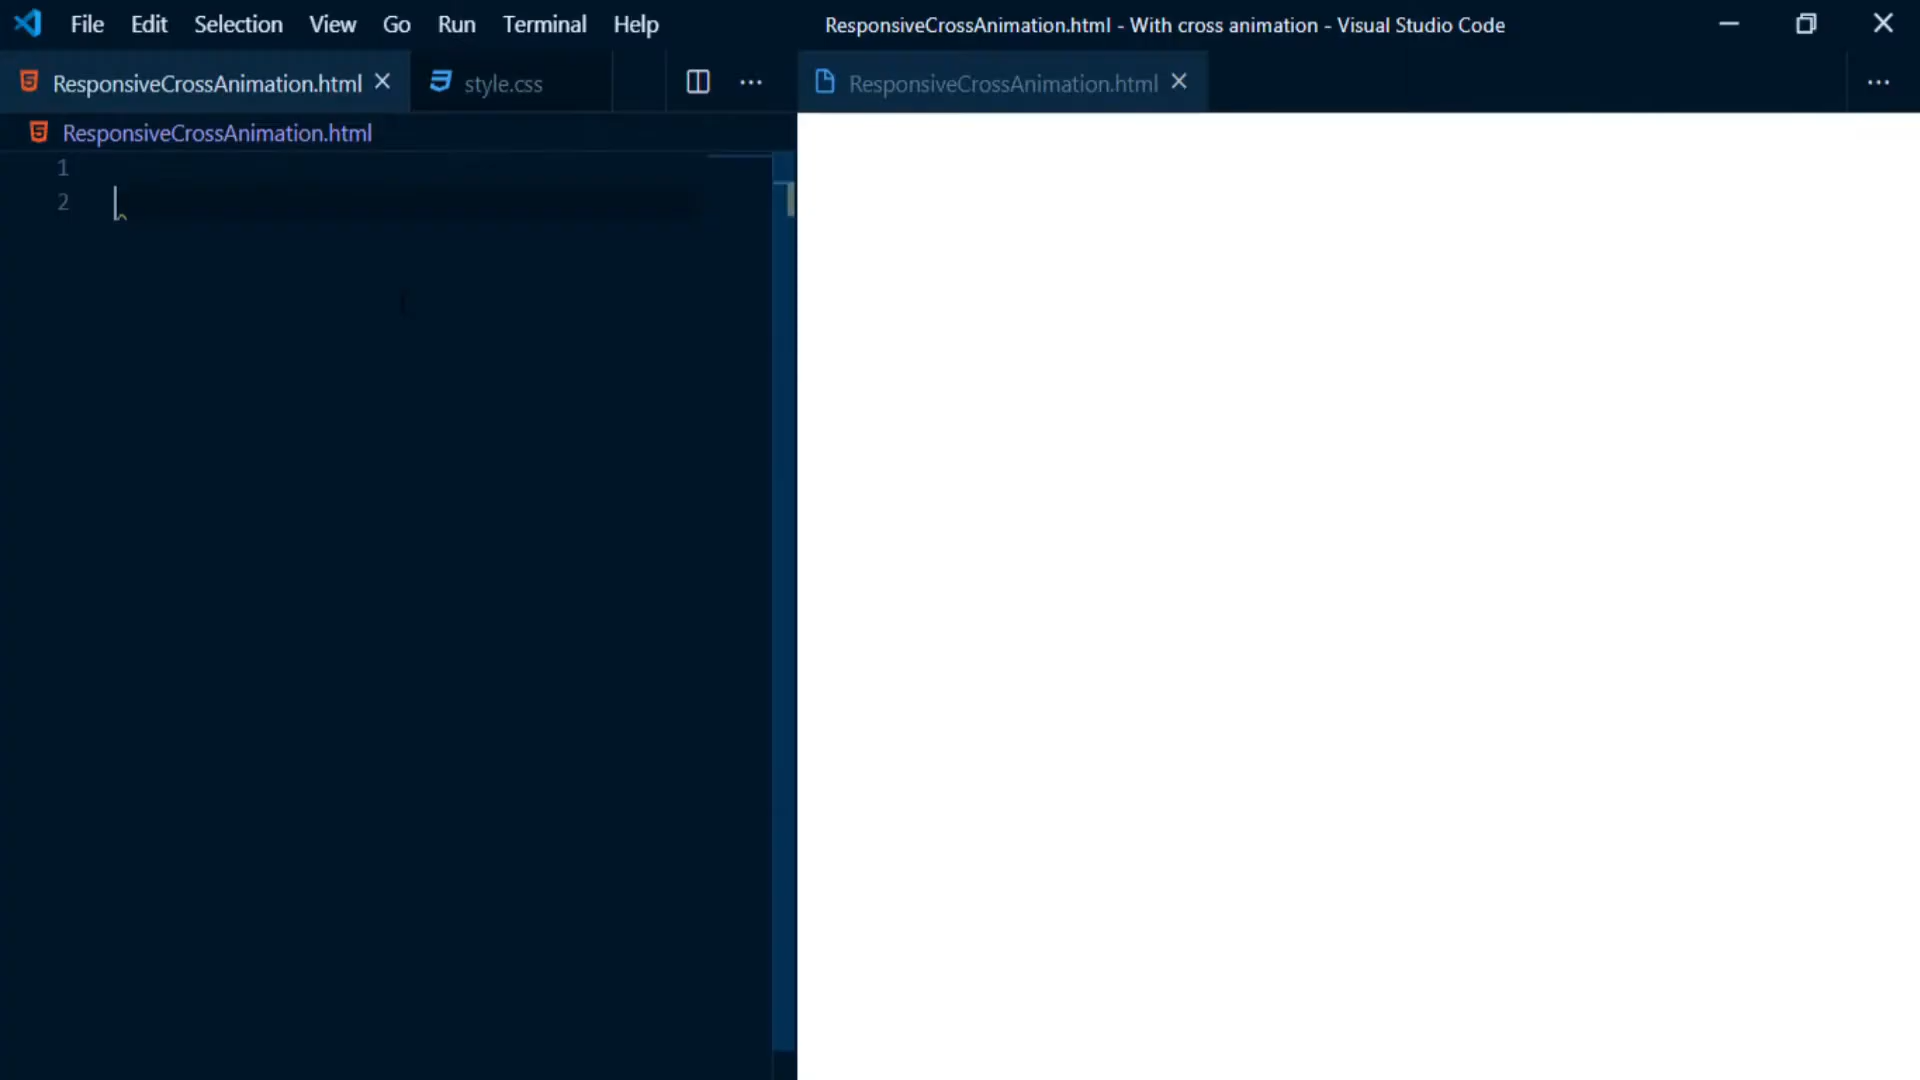 File Edit Selection View Go Run Terminal Help
ResponsiveCrossAnimation.html - With cross animation - Visual Studio Code
ResponsiveCrossAnimation.html
style.css
ResponsiveCrossAnimation.html
ResponsiveCrossAnimation.html
1
2